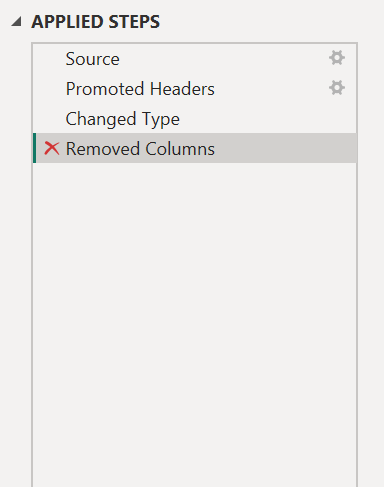 APPLIED STEPS
Source
Promoted Headers
Changed Type
Removed Columns